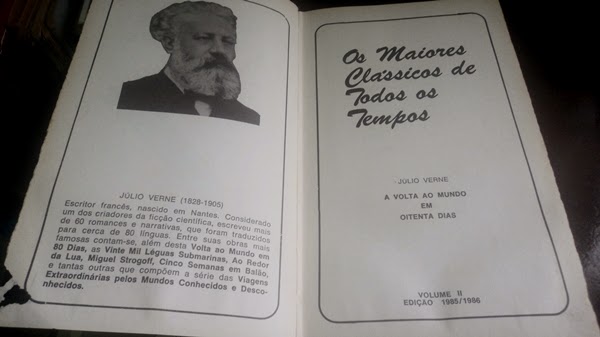 JÚLIO VERNE (1828-1905)
Escritor francês, nascido em Nantes. Considerado
um dos criadores da ficção científica, escreveu mais
de 60 romances e narrativas, que foram traduzidos
para cerca de 80 línguas. Entre suas obras mais
famosas contam-se, além desta Volta ao Mundo em
80 Dias, as Vinte Mil Léguas Submarinas, Ao Redor
da Lua, Miguel Strogoff, Cinco Semanas em Balão,
e tantas outras que compõem a série das Viagens
Extraordinárias pelos Mundos Conhecidos e Desco-
nhecidos.
Os Maiores
Clássicos de
Todos os
Tempos
JÚLIO VERNE
A VOLTA AO MUNDO
EM
OITENTA DIAS
VOLUME II
EDIÇÃO 1985/1986